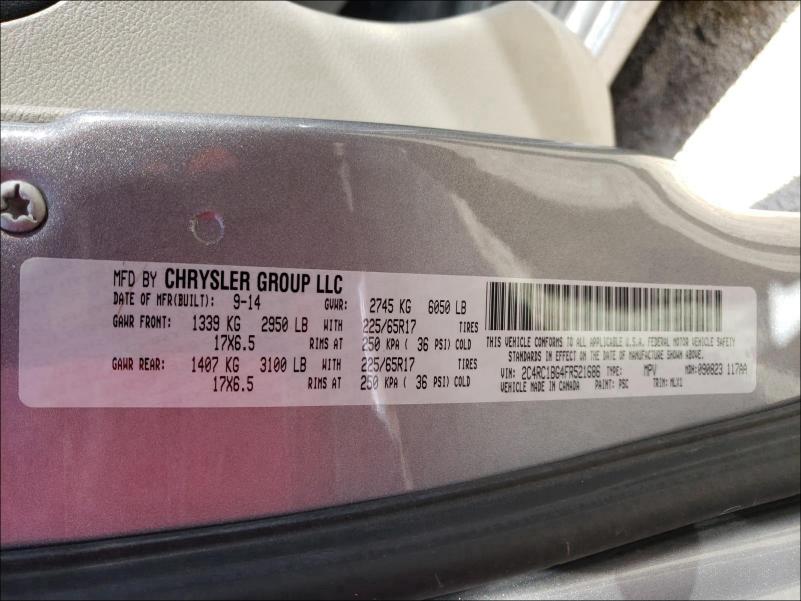 MFD BY CHRYSLER GROUP LLC
DATE OF MFR(BUILT): 9-14 GVWR: 2745 KG 6050 LB
GAWR FRONT: 1339 KG 2950 LB WITH 225/65R17 TIRES
17X6.5 RIMS AT 250 KPA ( 36 PSI) COLD
GAWR REAR: 1407 KG 3100 LB WITH 225/65R17 TIRES
17X6.5 RIMS AT 250 KPA ( 36 PSI) COLD
THIS VEHICLE CONFORMS TO ALL APPLICABLE U.S.A. FEDERAL MOTOR VEHICLE SAFETY
STANDARDS IN EFFECT ON THE DATE OF MANUFACTURE SHOWN ABOVE.
VIN: 2C4RC1BG4FR521686 TYPE: MPV MDH: 090823 117AA
VEHICLE MADE IN CANADA PAINT: PSC TRIM: MLV1